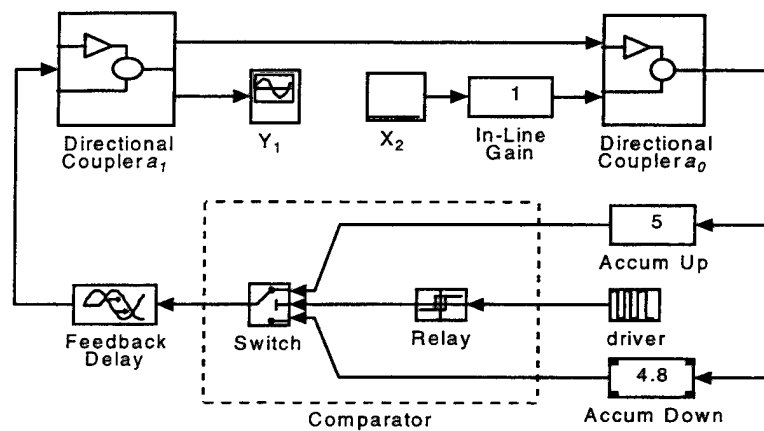 1
Directional
Coupler a₁
Y₁
X₂
In-Line
Gain
Directional
Coupler a₀
5
Accum Up
Feedback
Delay
Switch
Relay
driver
4.8
Accum Down
Comparator